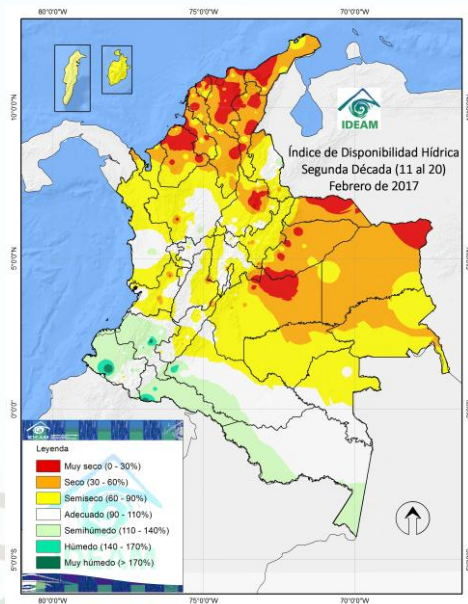 80°0'0"W 75°0'0"W 70°0'0"W
10°0'0"N
IDEAM
Índice de Disponibilidad Hídrica
Segunda Década (11 al 20)
Febrero de 2017
5°0'0"N
0°0'0"
IDEAM
Leyenda
Muy seco (0 - 30%)
Seco (30 - 60%)
Semiseco (60 - 90%)
Adecuado (90 - 110%)
Semihúmedo (110 - 140%)
Húmedo (140 - 170%)
Muy húmedo (> 170%)
5°0'0"S
80°0'0"W 75°0'0"W 70°0'0"W